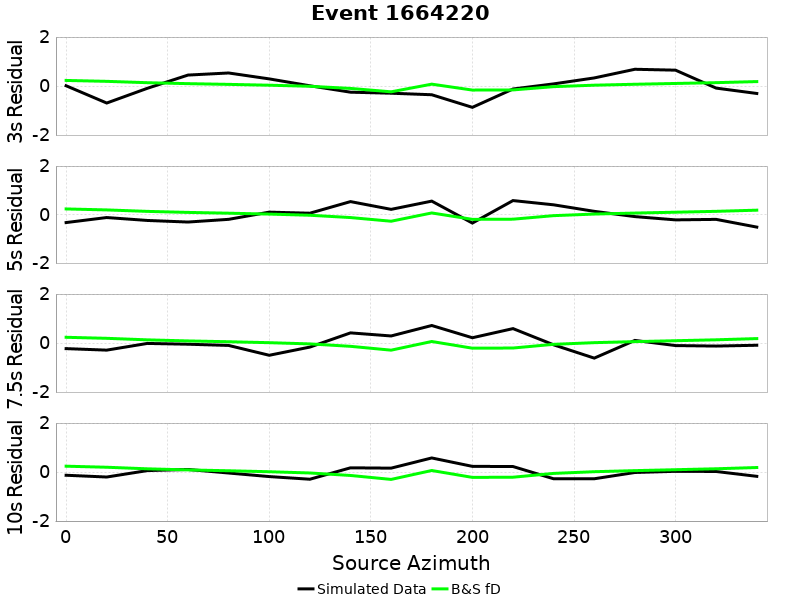 Event 1664220
3s Residual
2
0
-2
5s Residual
2
0
-2
7.5s Residual
2
0
-2
10s Residual
2
0
-2
0 50 100 150 200 250 300
Source Azimuth
Simulated Data B&S fD